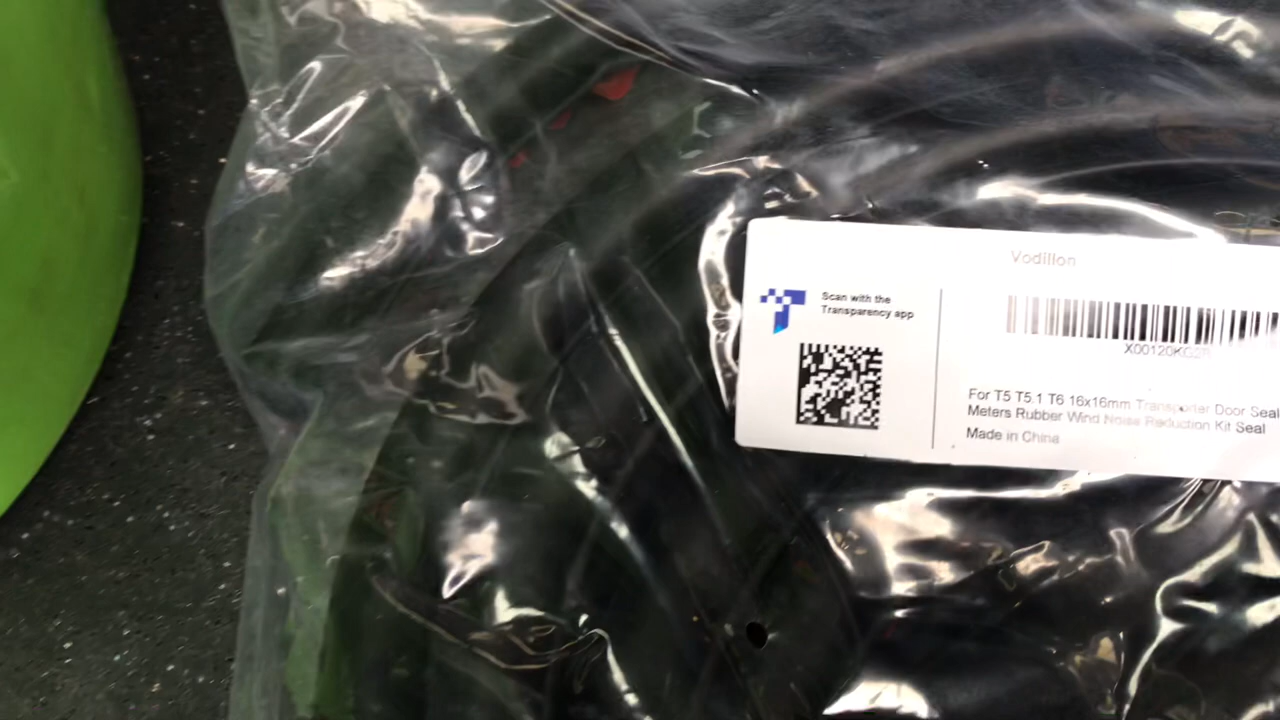 Vodillon
Scan with the
Transparency app
For T5 T5.1 T6 16x16mm Transporter Door Seal
Meters Rubber Wind Noise Reduction Kit Seal
Made in China